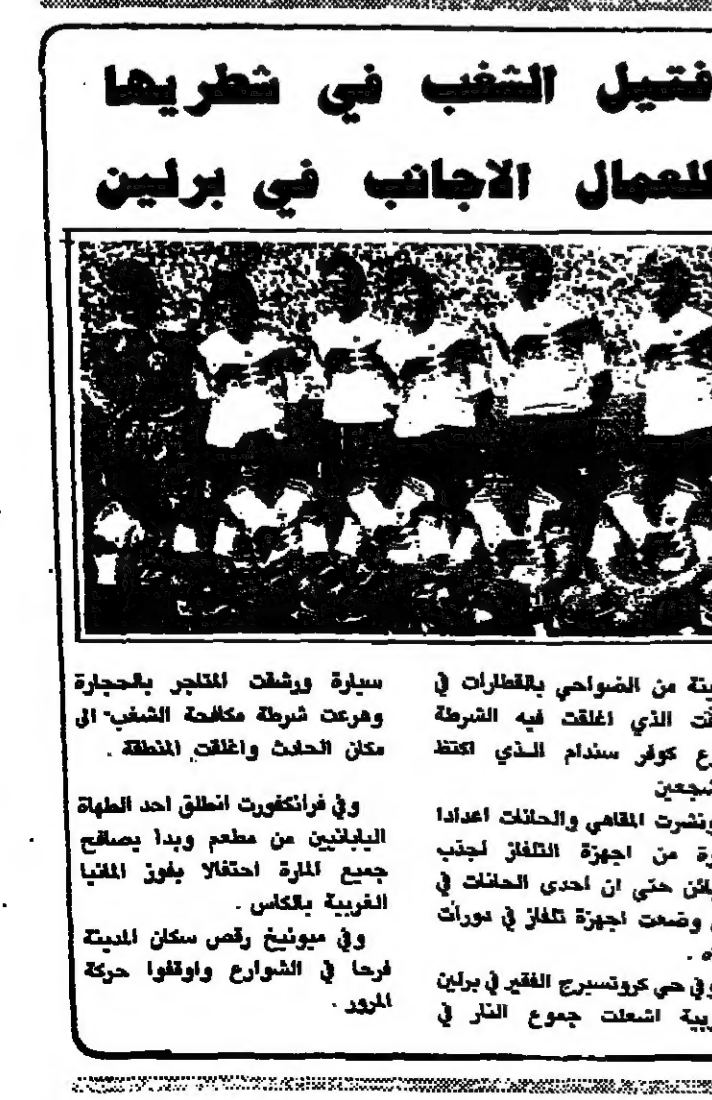 فتيل الشغب في شطريها
للعمال الاجانب في برلين
من الضواحي بالقطارات في
الذي اغلقت فيه الشرطة
كوفر سندام الذي اكتظ
ونشرت المقاهي والحانات اعدادا
من اجهزة التلفاز لجذب
حتى ان احدى الحانات في
وضعت اجهزة تلفاز في دورات
وفي حي كروتسبرج الفقير في برلين
اشعلت جموع النار في
سيارة ورشقت المتاجر بالحجارة
وهرعت شرطة مكافحة الشغب الى
مكان الحادث واغلقت المنطقة .
وفي فرانكفورت انطلق احد الطهاة
اليابانيين من مطعم وبدا يصافح
جميع المارة احتفالا بفوز المانيا
الغربية بالكاس .
وفي ميونيخ رقص سكان المدينة
فرحا في الشوارع واوقفوا حركة
المرور .